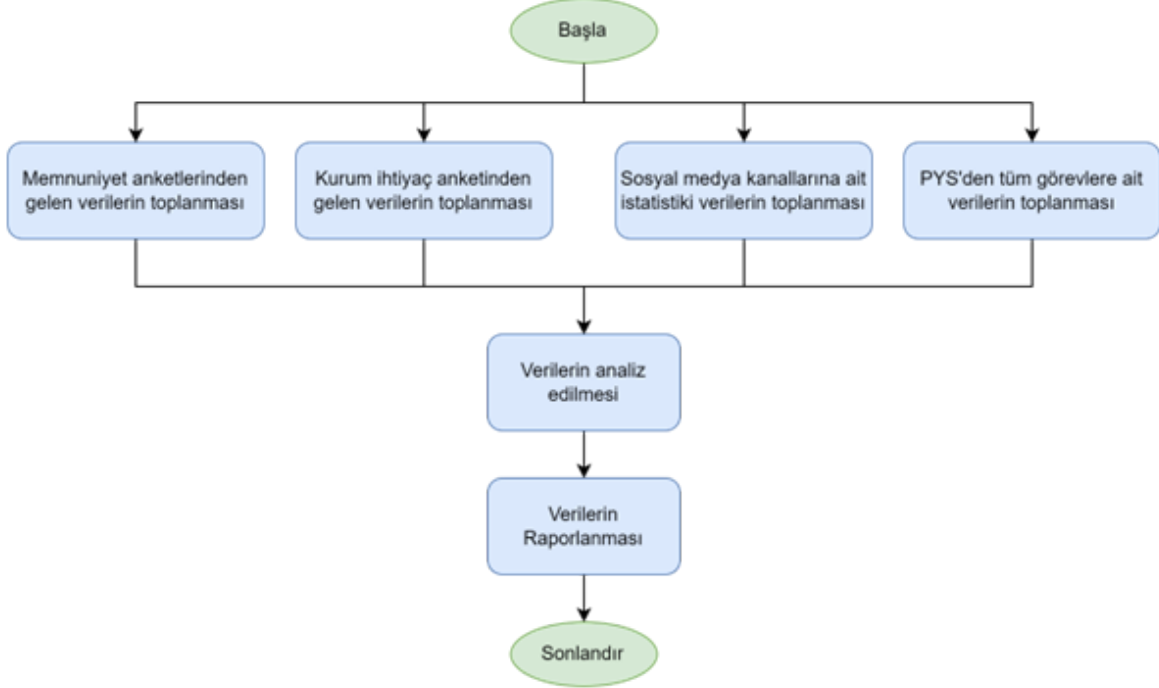 Başla
Memnuniyet anketlerinden
gelen verilerin toplanması
Kurum ihtiyaç anketinden
gelen verilerin toplanması
Sosyal medya kanallarına ait
istatistiki verilerin toplanması
PYS'den tüm görevlere ait
verilerin toplanması
Verilerin analiz
edilmesi
Verilerin
Raporlanması
Sonlandır